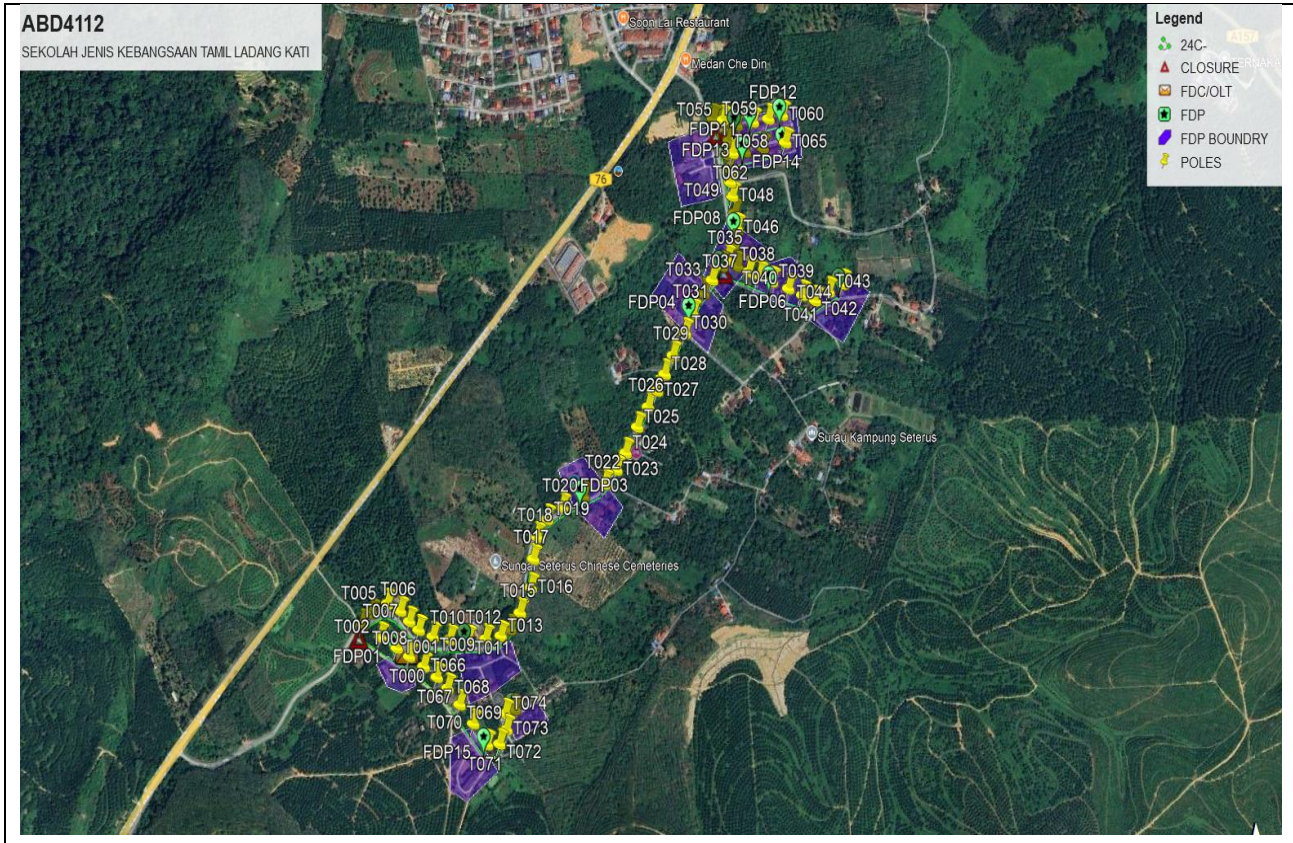 ABD4112
SEKOLAH JENIS KEBANGSAAN TAMIL LADANG KATI
Soon Lai Restaurant
Medan Che Din
Legend
24C-
CLOSURE
FDC/OLT
FDP
FDP BOUNDRY
POLES
A157
76
FDP12
T055
T059
T060
FDP11
T058
T065
FDP13
FDP14
T062
T049
T048
FDP08
T046
T035
T038
T037
T033
T040
T039
T043
T031
T044
FDP04
FDP06
T030
T041
T042
T029
T028
T026
T027
T025
Surau Kampung Seterus
T024
T022
T023
T020
FDP03
T019
T018
T017
Sungai Seterus Chinese Cemeteries
T016
T015
T005
T006
T007
T010
T012
T013
T002
T008
T001
T009
T011
FDP01
T000
T066
T067
T068
T074
T069
T070
T073
FDP15
T072
T071